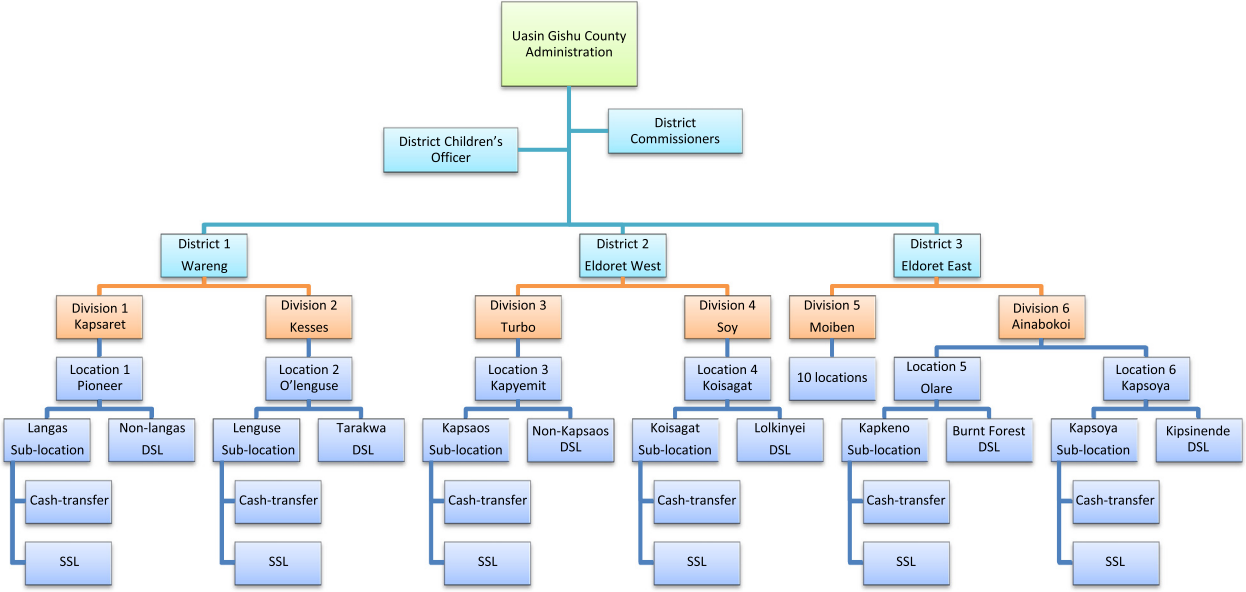 Uasin Gishu County
Administration
District
Commissioners
District Children's
Officer
District 1
Wareng
District 2
Eldoret West
District 3
Eldoret East
Division 1
Kapsaret
Division 2
Kesses
Division 3
Turbo
Division 4
Soy
Division 5
Moiben
Division 6
Ainabokoi
Location 1
Pioneer
Location 2
O'lenguse
Location 3
Kapyemit
Location 4
Koisagat
10 locations
Location 5
Olare
Location 6
Kapsoya
Langas
Sub-location
Non-langas
DSL
Lenguse
Sub-location
Tarakwa
DSL
Kapsaos
Sub-location
Non-Kapsaos
DSL
Koisagat
Sub-location
Lolkinyei
DSL
Kapkeno
Sub-location
Burnt Forest
DSL
Kapsoya
Sub-location
Kipsinende
DSL
Cash-transfer
Cash-transfer
Cash-transfer
Cash-transfer
Cash-transfer
Cash-transfer
SSL
SSL
SSL
SSL
SSL
SSL